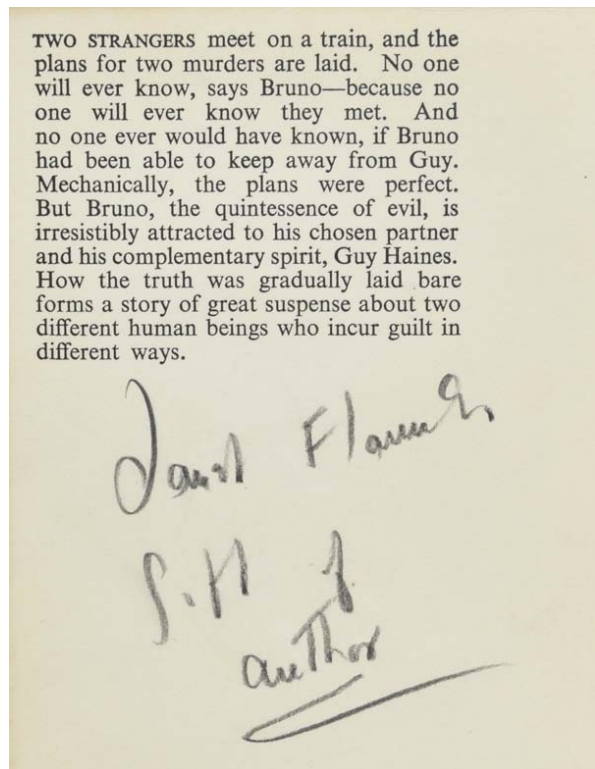 TWO STRANGERS meet on a train, and the
plans for two murders are laid. No one
will ever know, says Bruno—because no
one will ever know they met. And
no one ever would have known, if Bruno
had been able to keep away from Guy.
Mechanically, the plans were perfect.
But Bruno, the quintessence of evil, is
irresistibly attracted to his chosen partner
and his complementary spirit, Guy Haines.
How the truth was gradually laid bare
forms a story of great suspense about two
different human beings who incur guilt in
different ways.
Janet
Gift of
author